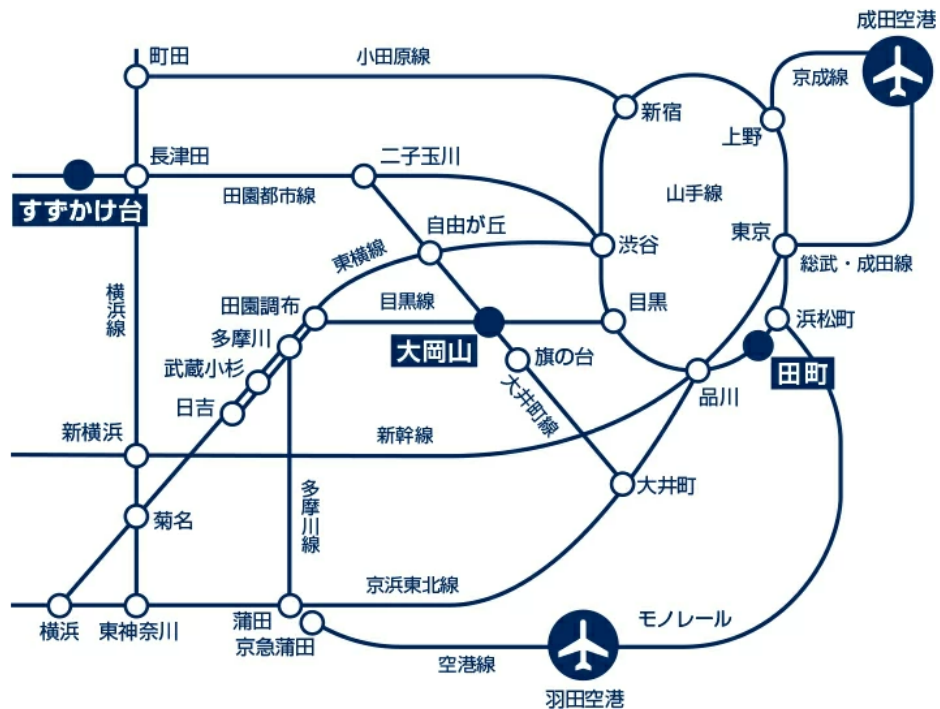 成田空港
町田
小田原線
京成線
新宿
上野
長津田
二子玉川
すずかけ台
田園都市線
山手線
自由が丘
東京
渋谷
東横線
総武・成田線
横浜線
田園調布
目黒線
目黒
浜松町
多摩川
大岡山
旗の台
武蔵小杉
田町
日吉
大井町線
品川
新横浜
新幹線
多摩川線
大井町
菊名
京浜東北線
横浜
東神奈川
蒲田
京急蒲田
モノレール
空港線
羽田空港